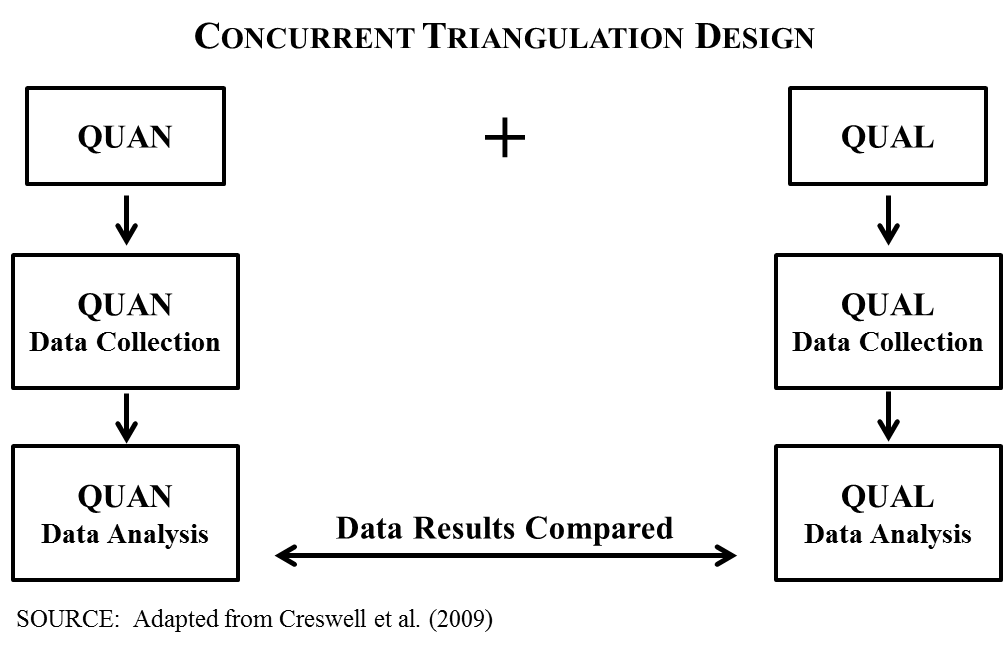 CONCURRENT TRIANGULATION DESIGN
QUAN
+
QUAL
QUAN
Data Collection
QUAL
Data Collection
QUAN
Data Analysis
Data Results Compared
QUAL
Data Analysis
SOURCE: Adapted from Creswell et al. (2009)